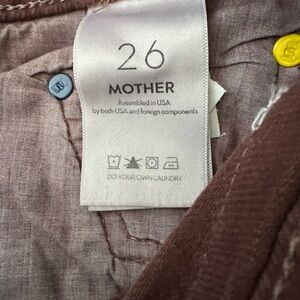 26
MOTHER
Assembled in USA
by both USA and foreign components
DO YOUR OWN LAUNDRY